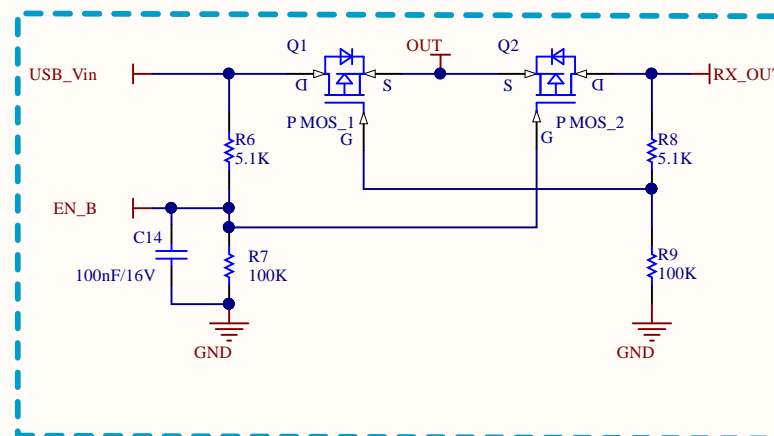 Q1
OUT
Q2
USB_Vin
D
S
S
D
RX_OUT
P MOS_1
P MOS_2
G
G
R6
5.1K
R8
5.1K
EN_B
C14
100nF/16V
R7
100K
R9
100K
GND
GND